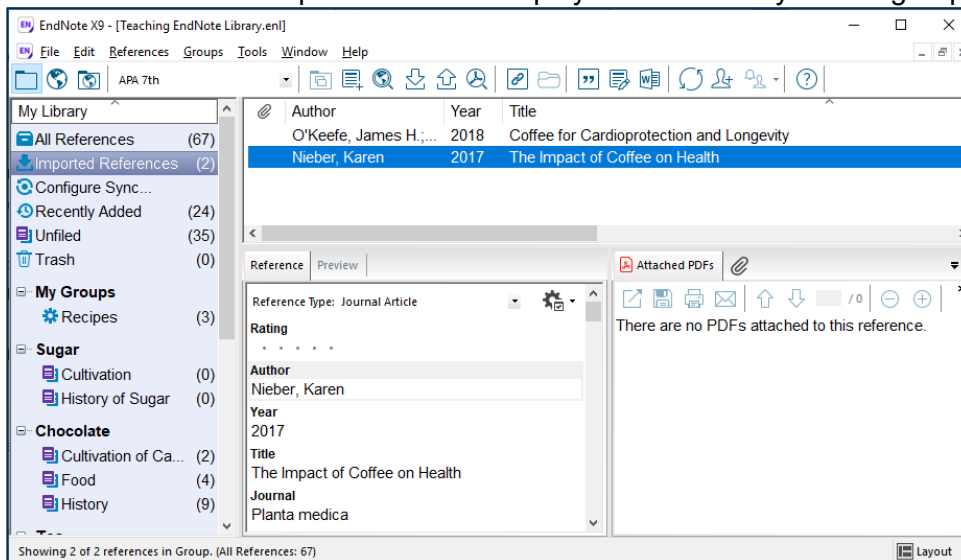 EndNote X9 - [Teaching EndNote Library.enl]
File Edit References Groups Tools Window Help
APA 7th
My Library
All References (67)
Imported References (2)
Configure Sync...
Recently Added (24)
Unfiled (35)
Trash (0)
My Groups
Recipes (3)
Sugar
Cultivation (0)
History of Sugar (0)
Chocolate
Cultivation of Ca... (2)
Food (4)
History (9)
Author Year Title
O'Keefe, James H.;... 2018 Coffee for Cardioprotection and Longevity
Nieber, Karen 2017 The Impact of Coffee on Health
Reference Preview
Reference Type: Journal Article
Rating
Author
Nieber, Karen
Year
2017
Title
The Impact of Coffee on Health
Journal
Planta medica
Attached PDFs
/ 0
There are no PDFs attached to this reference.
Showing 2 of 2 references in Group. (All References: 67)
Layout